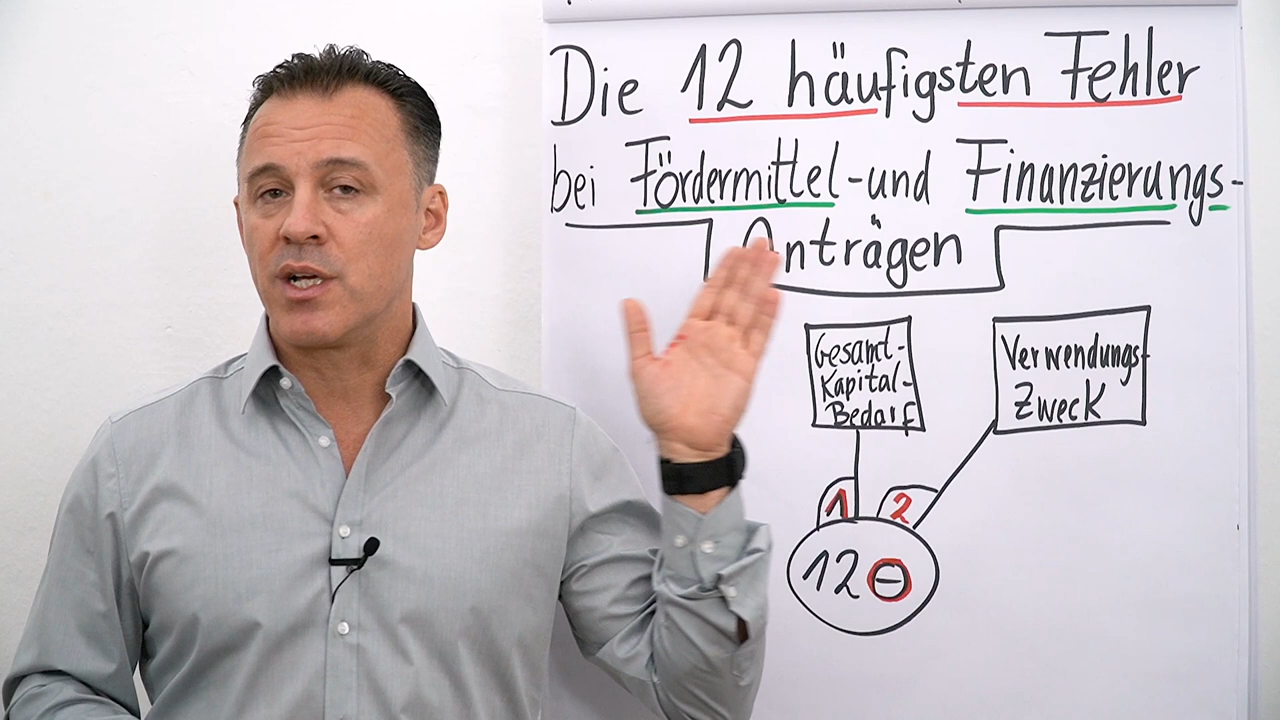 Die 12 häufigsten Fehler
bei Fördermittel-und Finanzierungs-
Anträgen
Gesamt-
Kapital-
Bedarf
Verwendungs-
Zweck
1
2
12 ⊖